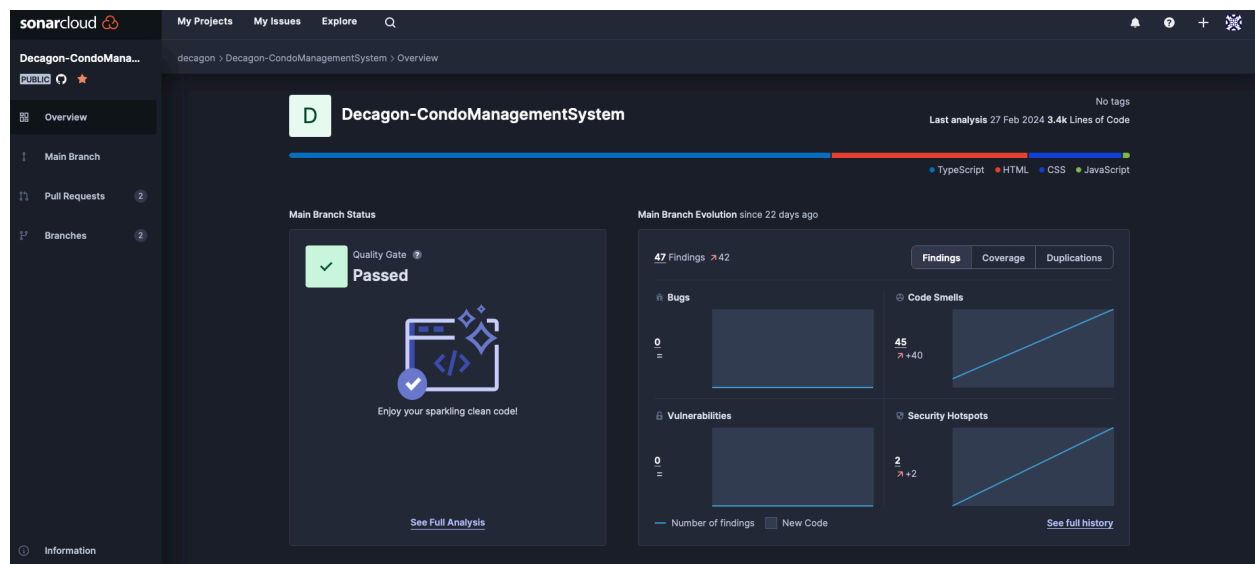 sonarcloud
My Projects My Issues Explore
Decagon-CondoMana...
PUBLIC
decagon > Decagon-CondoManagementSystem > Overview
Overview
Main Branch
Pull Requests 2
Branches 2
Information
D Decagon-CondoManagementSystem
No tags
Last analysis 27 Feb 2024 3.4k Lines of Code
TypeScript HTML CSS JavaScript
Main Branch Status
Quality Gate ?
Passed
</>
Enjoy your sparkling clean code!
See Full Analysis
Main Branch Evolution since 22 days ago
47 Findings 42
Findings Coverage Duplications
Bugs
0
=
Code Smells
45
+40
Vulnerabilities
0
=
Security Hotspots
2
+2
Number of findings New Code
See full history